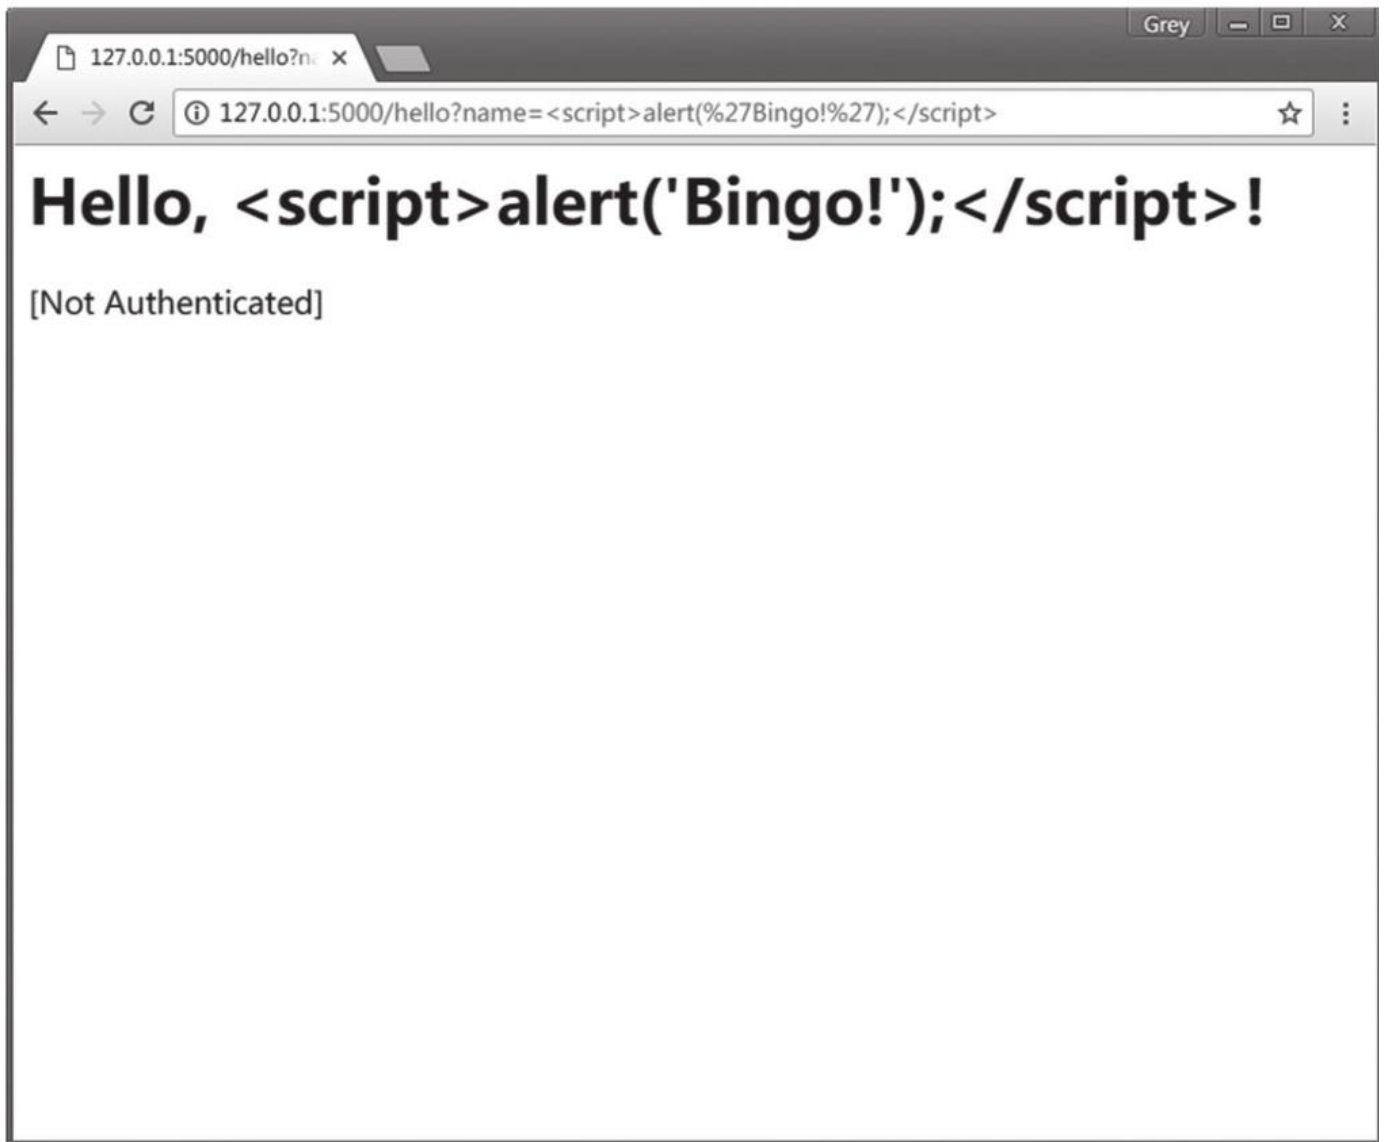 Grey
127.0.0.1:5000/hello?n
127.0.0.1:5000/hello?name=<script>alert(%27Bingo!%27);</script>
Hello, <script>alert('Bingo!');</script>!
[Not Authenticated]